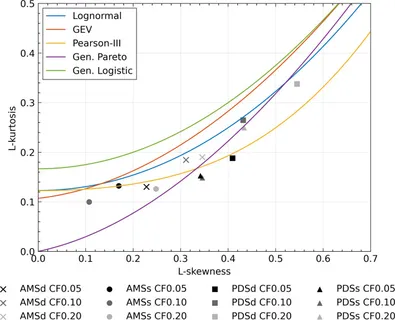 0.5
Lognormal
GEV
Pearson-III
Gen. Pareto
Gen. Logistic
0.4
0.3
L-kurtosis
0.2
0.1
0.0
0.0 0.1 0.2 0.3 0.4 0.5 0.6 0.7
L-skewness
AMSd CF0.05 AMSs CF0.05 PDSd CF0.05 PDSs CF0.05
AMSd CF0.10 AMSs CF0.10 PDSd CF0.10 PDSs CF0.10
AMSd CF0.20 AMSs CF0.20 PDSd CF0.20 PDSs CF0.20